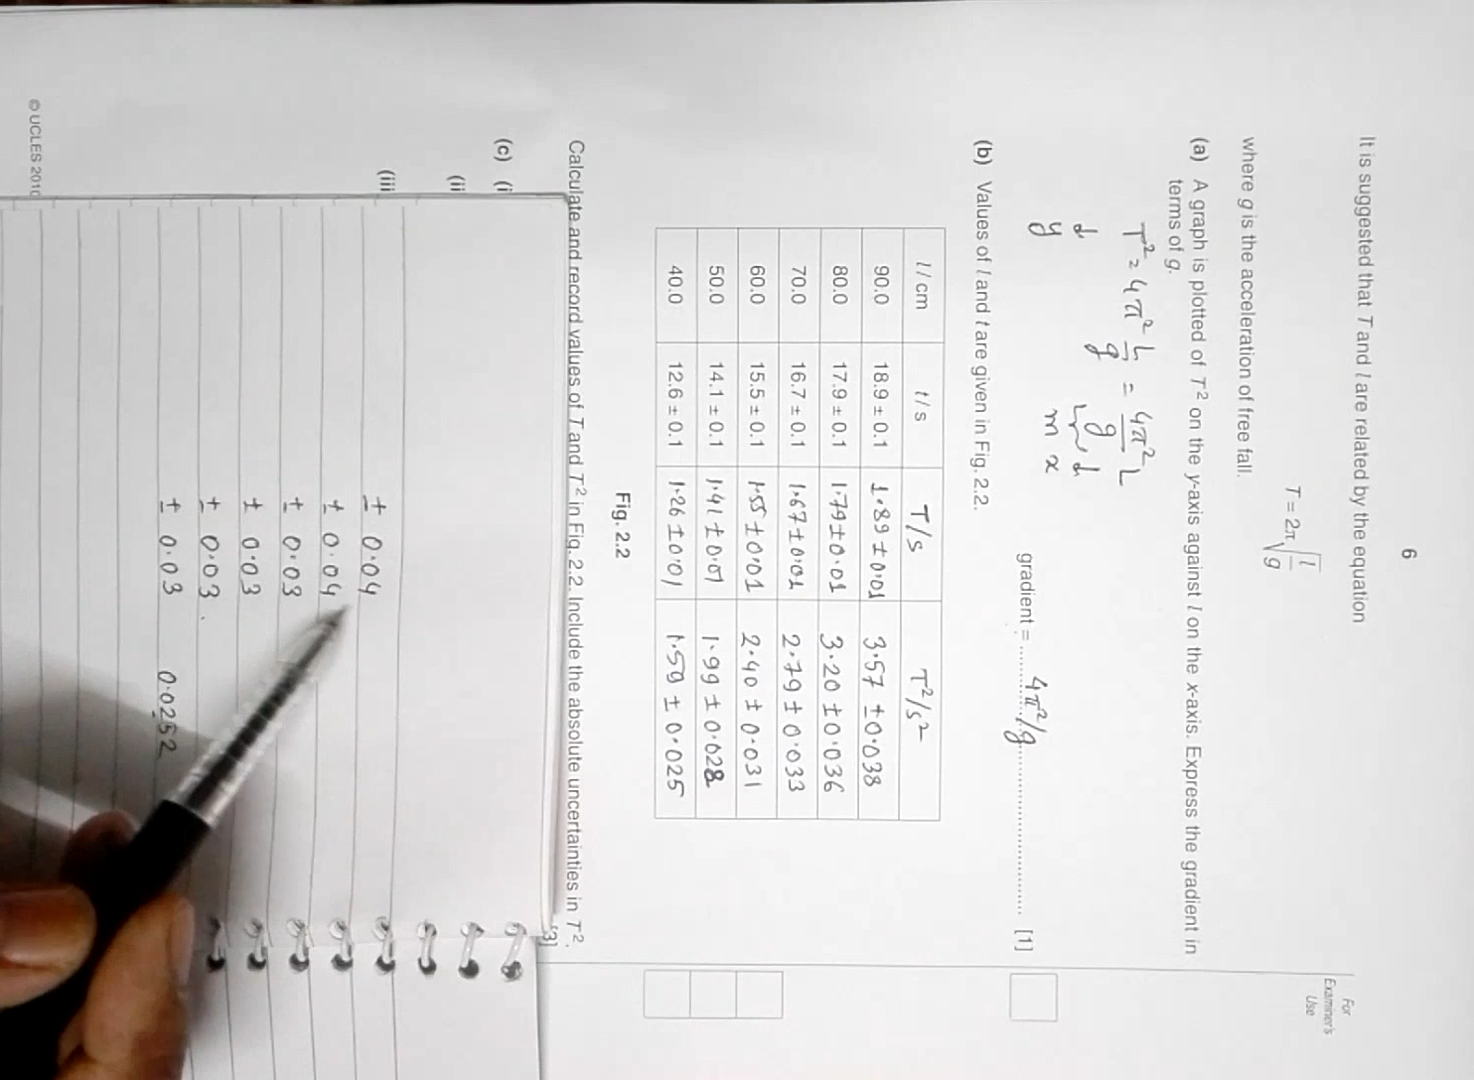 6
For
Examiner's
Use
It is suggested that T and l are related by the equation
T = 2π √(l/g)
where g is the acceleration of free fall.
(a) A graph is plotted of T² on the y-axis against l on the x-axis. Express the gradient in
terms of g.
T² = 4π² L/g = 4π²/g L
m x
y
gradient = 4π²/g [1]
(b) Values of l and t are given in Fig. 2.2.
l / cm t / s T/s T²/s²
90.0 18.9 ± 0.1 1.89 ± 0.01 3.57 ± 0.038
80.0 17.9 ± 0.1 1.79 ± 0.01 3.20 ± 0.036
70.0 16.7 ± 0.1 1.67 ± 0.01 2.79 ± 0.033
60.0 15.5 ± 0.1 1.55 ± 0.01 2.40 ± 0.031
50.0 14.1 ± 0.1 1.41 ± 0.01 1.99 ± 0.028
40.0 12.6 ± 0.1 1.26 ± 0.01 1.59 ± 0.025
Fig. 2.2
Calculate and record values of T and T² in Fig. 2.2. Include the absolute uncertainties in T².
[3]
(c) (i
(ii
(iii
± 0.04
± 0.04
± 0.03
± 0.03
± 0.03.
± 0.03 0.0252
© UCLES 2010